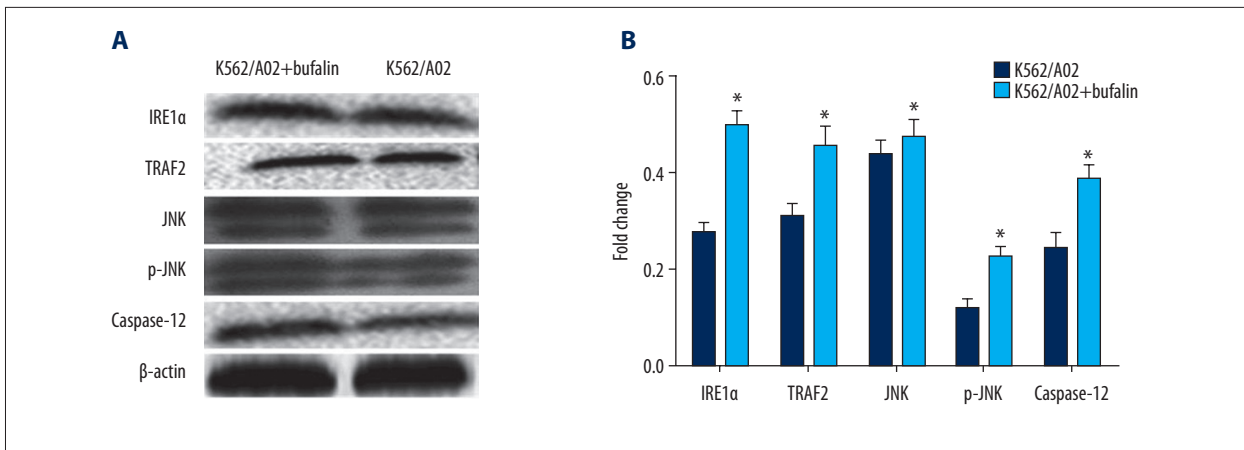 A
K562/A02+bufalin K562/A02
IRE1α
TRAF2
JNK
p-JNK
Caspase-12
β-actin
B
K562/A02
K562/A02+bufalin
Fold change
0.6
0.4
0.2
0.0
* * * * *
IRE1α TRAF2 JNK p-JNK Caspase-12